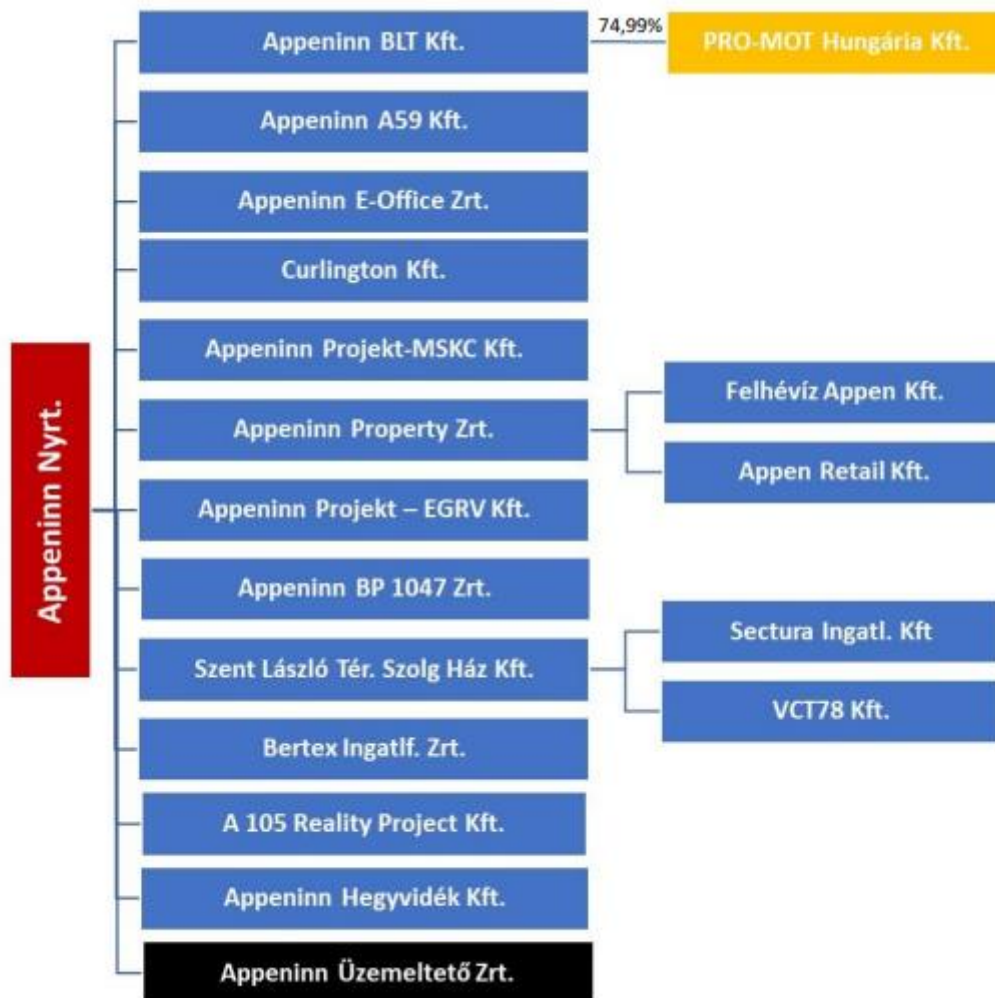 Appeninn Nyrt.
Appeninn BLT Kft.
74,99%
PRO-MOT Hungária Kft.
Appeninn A59 Kft.
Appeninn E-Office Zrt.
Curlington Kft.
Appeninn Projekt-MSKC Kft.
Appeninn Property Zrt.
Felhévíz Appen Kft.
Appen Retail Kft.
Appeninn Projekt – EGRV Kft.
Appeninn BP 1047 Zrt.
Szent László Tér. Szolg Ház Kft.
Sectura Ingatl. Kft
VCT78 Kft.
Bertex Ingatlf. Zrt.
A 105 Reality Project Kft.
Appeninn Hegyvidék Kft.
Appeninn Üzemeltető Zrt.